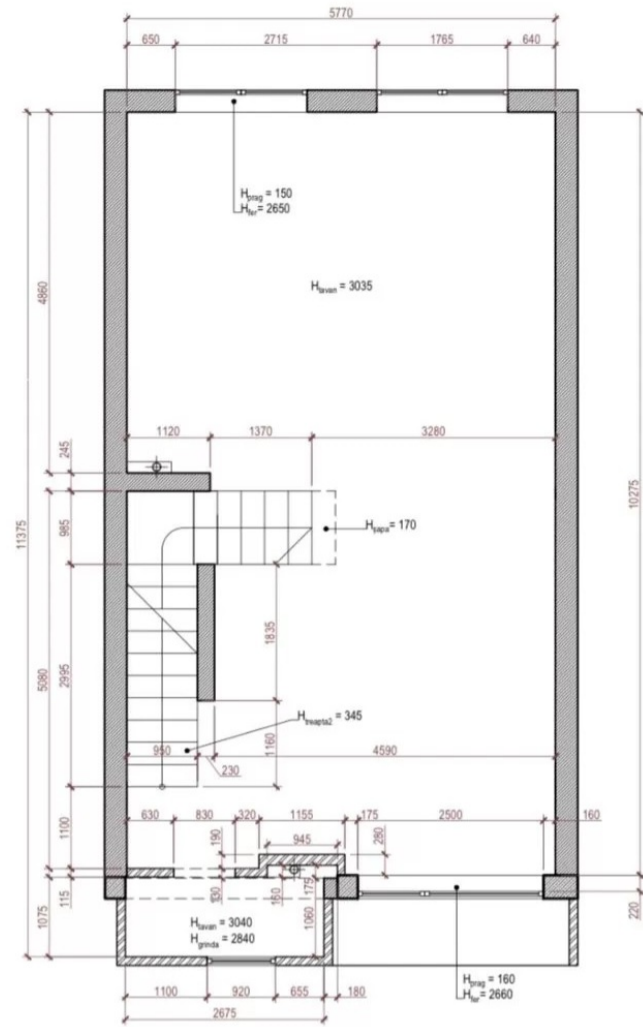 5770
650 2715 1765 640
H_prag = 150
H_fer = 2650
H_tavan = 3035
4860
11375
10275
1120 1370 3280
245
985
H_sapa = 170
1835
5080
2995
H_treapta2 = 345
1160
950
4590
230
1100
630 830 320 1155 175 2500 160
190
945
280
115
130
160
175
1075
1060
220
H_tavan = 3040
H_grinda = 2840
H_prag = 160
H_fer = 2660
1100 920 655 180
2675